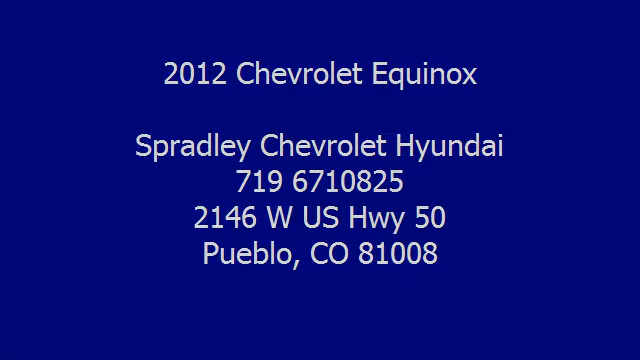 2012 Chevrolet Equinox
Spradley Chevrolet Hyundai
719 6710825
2146 W US Hwy 50
Pueblo, CO 81008